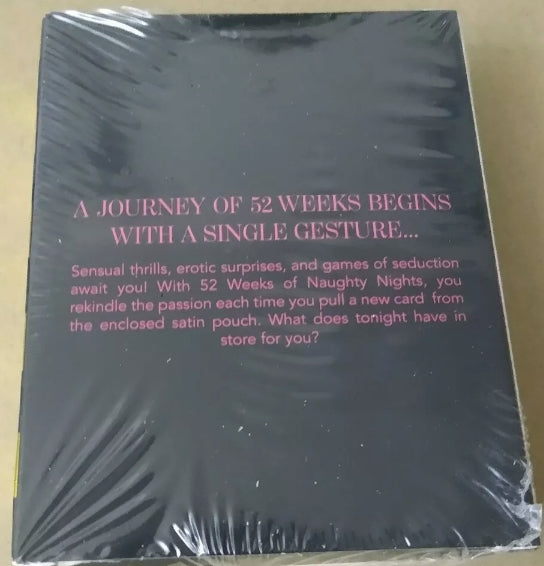 A JOURNEY OF 52 WEEKS BEGINS
WITH A SINGLE GESTURE...
Sensual thrills, erotic surprises, and games of seduction
await you! With 52 Weeks of Naughty Nights, you
rekindle the passion each time you pull a new card from
the enclosed satin pouch. What does tonight have in
store for you?